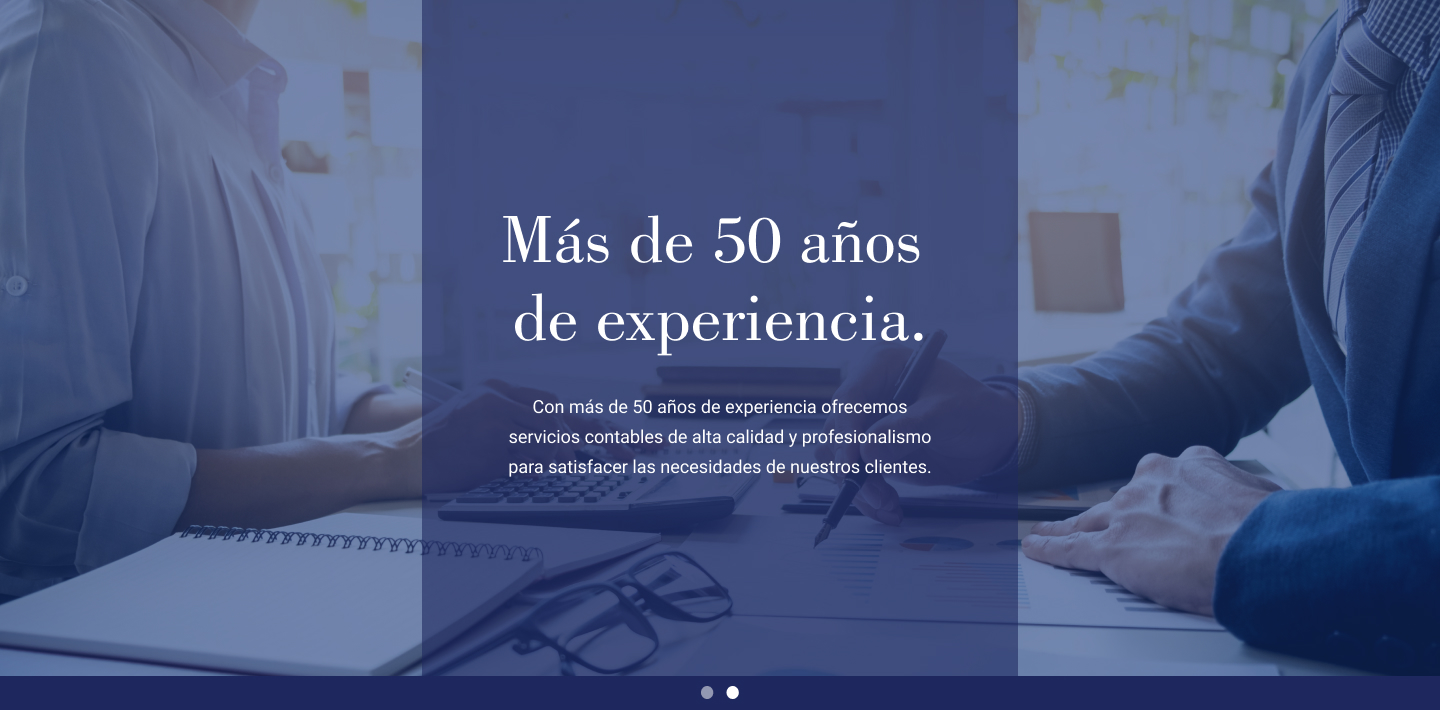 Más de 50 años
de experiencia.
Con más de 50 años de experiencia ofrecemos
servicios contables de alta calidad y profesionalismo
para satisfacer las necesidades de nuestros clientes.